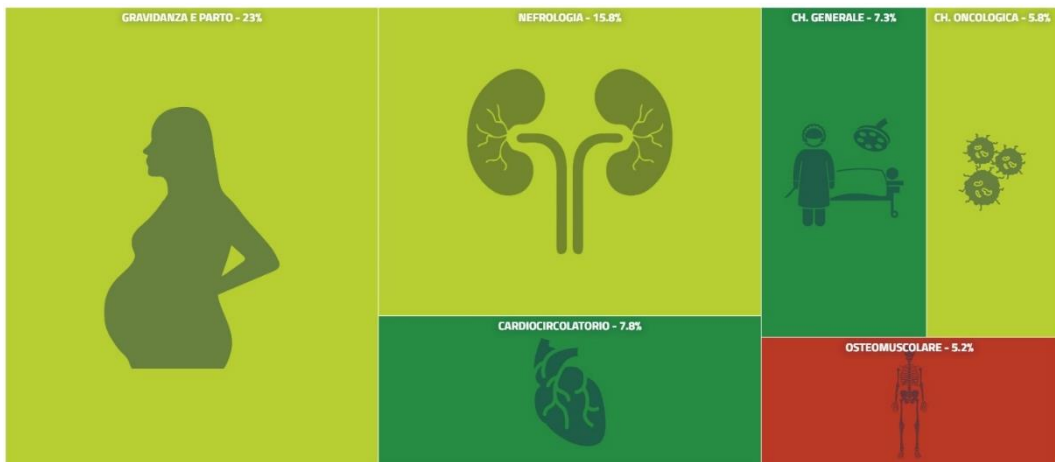 GRAVIDANZA E PARTO - 23%
NEFROLOGIA - 15.8%
CH. GENERALE - 7.3%
CH. ONCOLOGICA - 5.8%
CARDIOCIRCOLATORIO - 7.8%
OSTEOMUSCOLARE - 5.2%